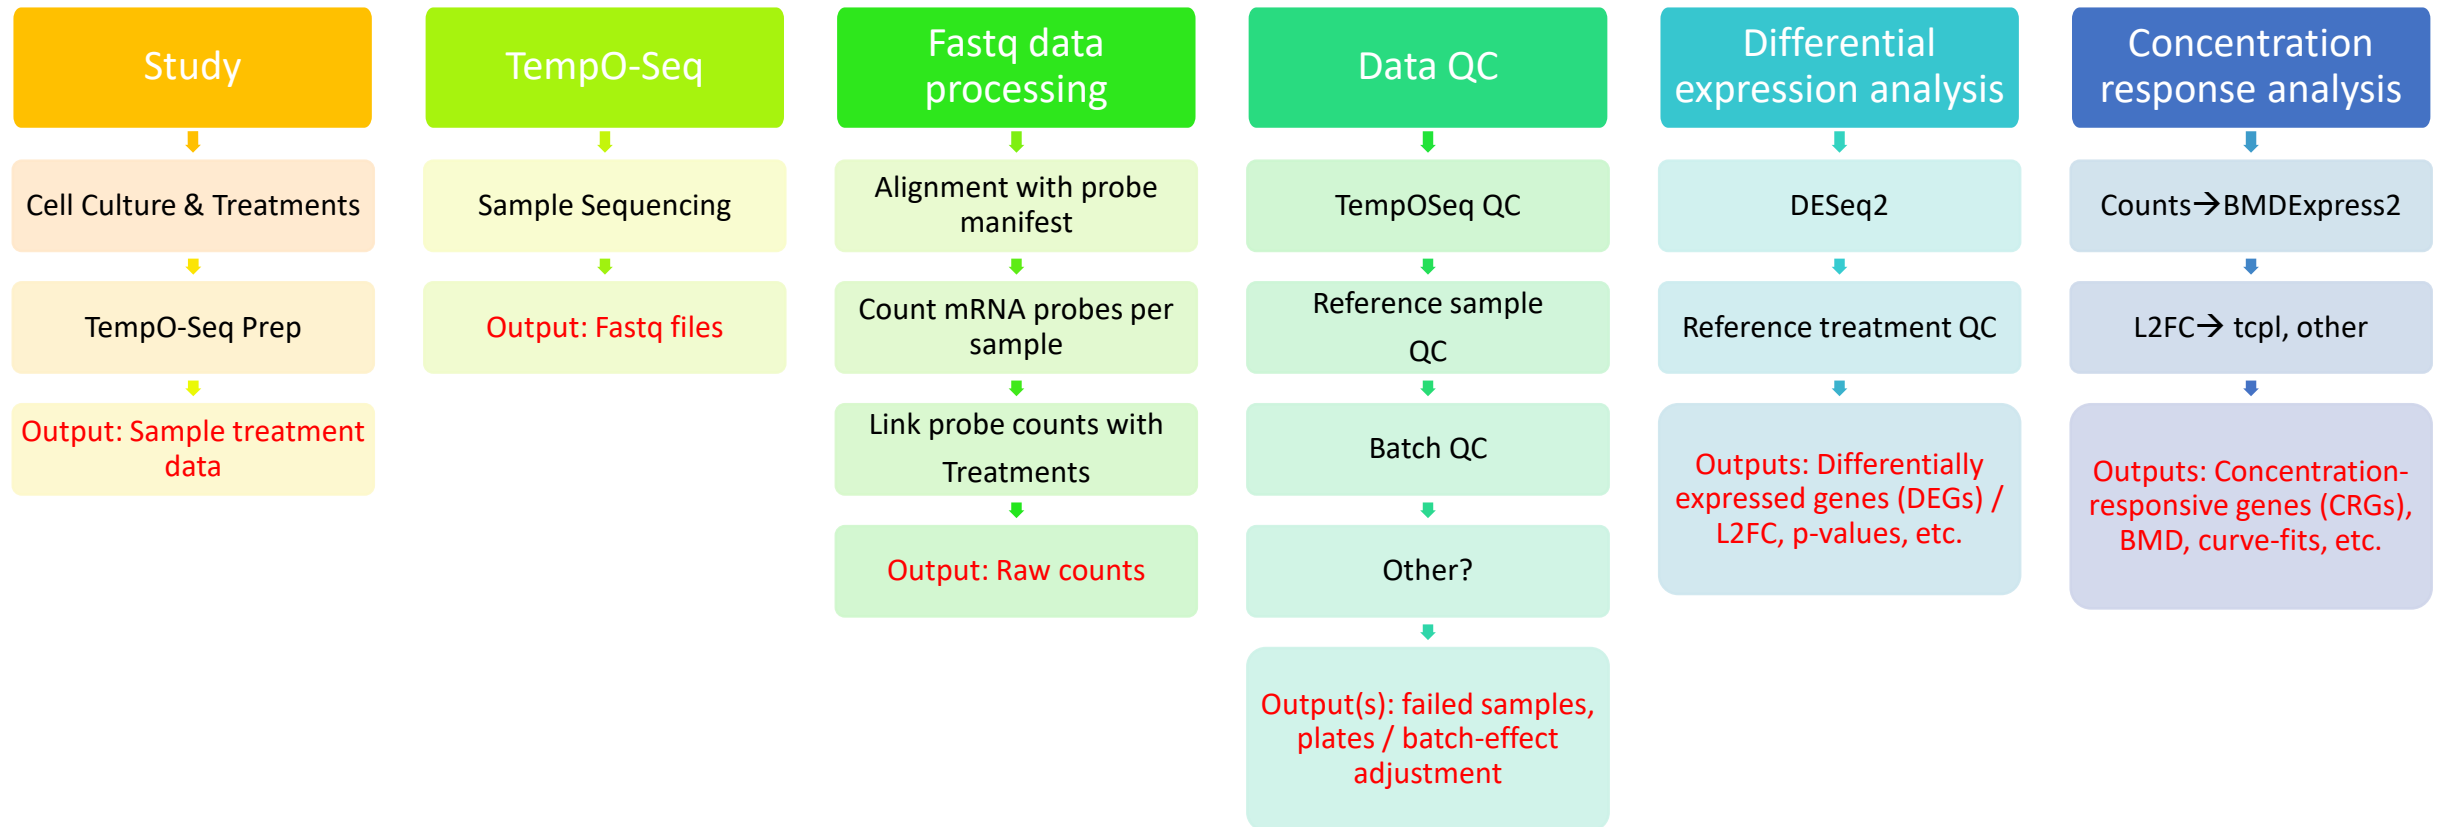 Study
Cell Culture & Treatments
TempO-Seq Prep
Output: Sample treatment
data
TempO-Seq
Sample Sequencing
Output: Fastq files
Fastq data
processing
Alignment with probe
manifest
Count mRNA probes per
sample
Link probe counts with
Treatments
Output: Raw counts
Data QC
TempOSeq QC
Reference sample
QC
Batch QC
Other?
Output(s): failed samples,
plates / batch-effect
adjustment
Differential
expression analysis
DESeq2
Reference treatment QC
Outputs: Differentially
expressed genes (DEGs) /
L2FC, p-values, etc.
Concentration
response analysis
Counts→BMDExpress2
L2FC→ tcpl, other
Outputs: Concentration-
responsive genes (CRGs),
BMD, curve-fits, etc.